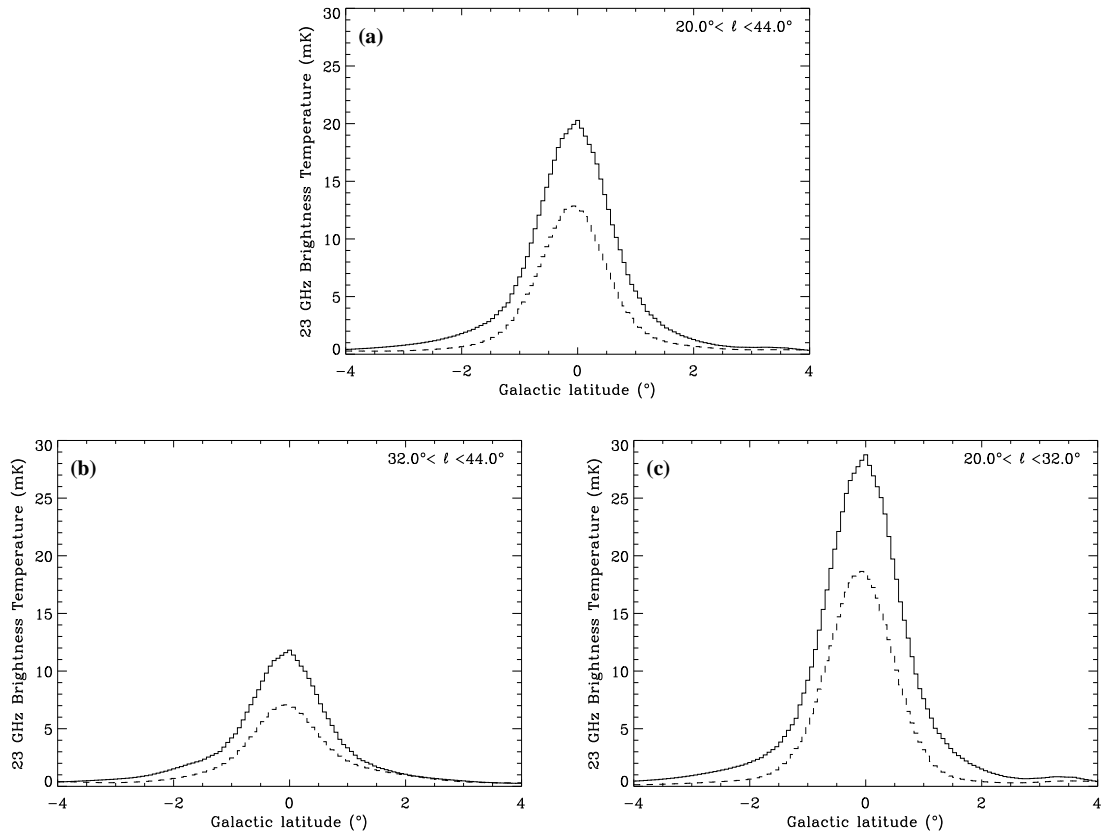 (a)
20.0°< ℓ <44.0°
23 GHz Brightness Temperature (mK)
30
25
20
15
10
5
0
−4 −2 0 2 4
Galactic latitude (°)
(b)
32.0°< ℓ <44.0°
23 GHz Brightness Temperature (mK)
30
25
20
15
10
5
0
−4 −2 0 2 4
Galactic latitude (°)
(c)
20.0°< ℓ <32.0°
23 GHz Brightness Temperature (mK)
30
25
20
15
10
5
0
−4 −2 0 2 4
Galactic latitude (°)